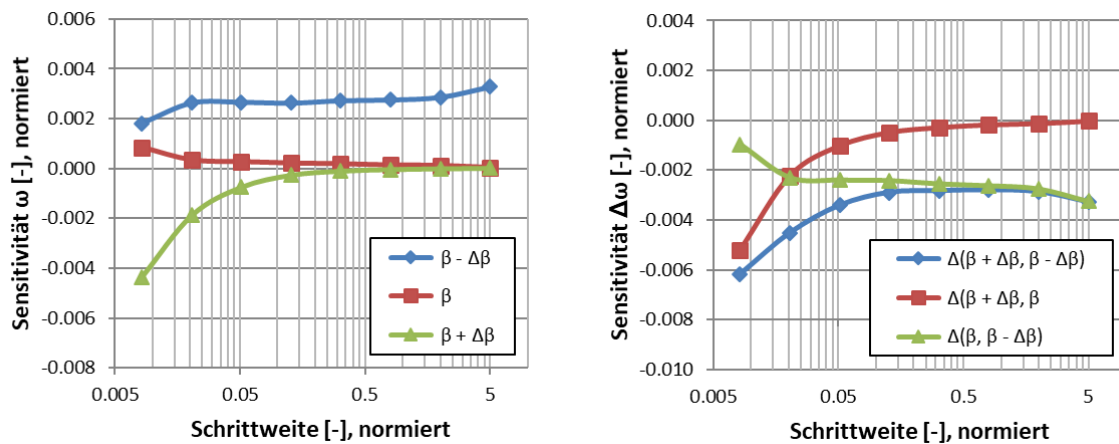 0.006
0.004
0.002
0.000
-0.002
-0.004
-0.006
-0.008
Sensitivität ω [-], normiert
β - Δβ
β
β + Δβ
0.005
0.05
0.5
5
Schrittweite [-], normiert
0.004
0.002
0.000
-0.002
-0.004
-0.006
-0.008
-0.010
Sensitivität Δω [-], normiert
Δ(β + Δβ, β - Δβ)
Δ(β + Δβ, β
Δ(β, β - Δβ)
0.005
0.05
0.5
5
Schrittweite [-], normiert